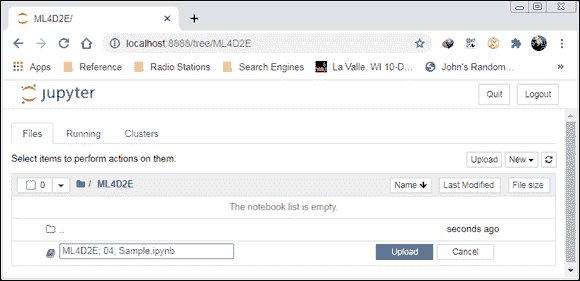 ML4D2E/
localhost:8888/tree/ML4D2E
Apps Reference Radio Stations Search Engines La Valle, WI 10-D... John's Random...
jupyter Quit Logout
Files Running Clusters
Select items to perform actions on them. Upload New
0 / ML4D2E Name Last Modified File size
The notebook list is empty.
.. seconds ago
ML4D2E; 04; Sample.ipynb Upload Cancel